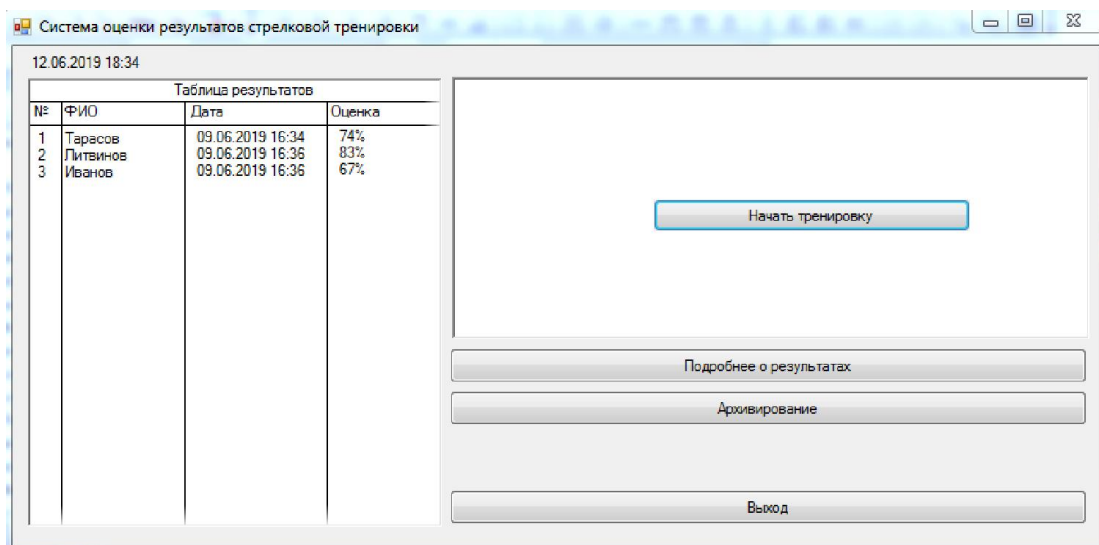 Система оценки результатов стрелковой тренировки
12.06.2019 18:34
Таблица результатов
№ ФИО Дата Оценка
1 Тарасов 09.06.2019 16:34 74%
2 Литвинов 09.06.2019 16:36 83%
3 Иванов 09.06.2019 16:36 67%
Начать тренировку
Подробнее о результатах
Архивирование
Выход